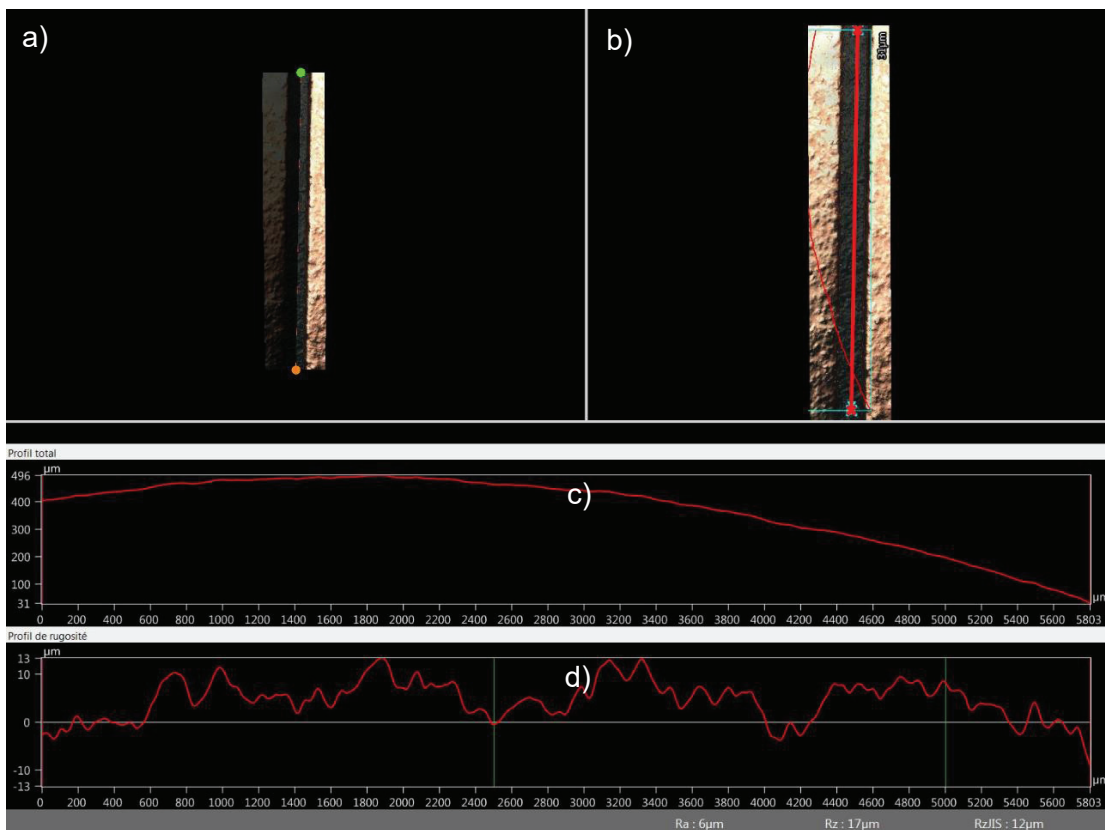 a)
b)
31µm
Profil total
µm
496
400
300
200
100
31
c)
0 200 400 600 800 1000 1200 1400 1600 1800 2000 2200 2400 2600 2800 3000 3200 3400 3600 3800 4000 4200 4400 4600 4800 5000 5200 5400 5600 5803
µm
Profil de rugosité
µm
13
10
0
-10
-13
d)
0 200 400 600 800 1000 1200 1400 1600 1800 2000 2200 2400 2600 2800 3000 3200 3400 3600 3800 4000 4200 4400 4600 4800 5000 5200 5400 5600 5803
µm
Ra : 6µm Rz : 17µm RzJIS : 12µm